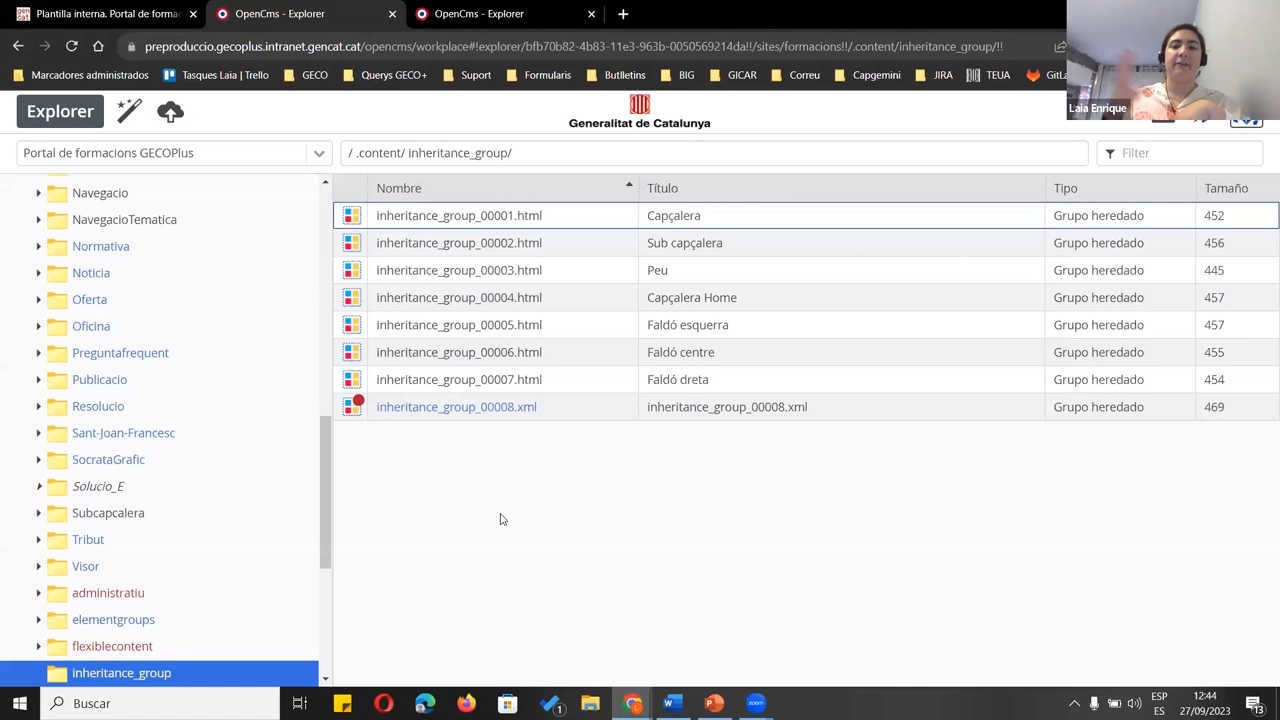 Plantilla interna. Portal de forma
OpenCms - Explorer
OpenCms - Explorer
preproduccio.gecoplus.intranet.gencat.cat/opencms/workplace#!explorer/bfb70b82-4b83-11e3-963b-0050569214da!!/sites/formacions!!/.content/inheritance_group/!!
Marcadores administrados
Tasques Laia | Trello
GECO
Querys GECO+
Suport
Formularis
Butlletins
BIG
GICAR
Correu
Capgemini
JIRA
TEUA
GitLa
Laia Enrique
Explorer
Generalitat de Catalunya
Portal de formacions GECOPlus
/ .content/ inheritance_group/
Filter
Navegacio
NavegacioTematica
Normativa
Noticia
Oferta
Oficina
Preguntafrequent
Publicacio
Resolucio
Sant-Joan-Francesc
SocrataGrafic
Solucio_E
Subcapcalera
Tribut
Visor
administratiu
elementgroups
flexiblecontent
inheritance_group
Nombre Título Tipo Tamaño
inheritance_group_00001.html Capçalera Grupo heredado 452
inheritance_group_00002.html Sub capçalera Grupo heredado 456
inheritance_group_00003.html Peu Grupo heredado 445
inheritance_group_00004.html Capçalera Home Grupo heredado 457
inheritance_group_00005.html Faldó esquerra Grupo heredado 457
inheritance_group_00006.html Faldó centre Grupo heredado 455
inheritance_group_00007.html Faldó dreta Grupo heredado 454
inheritance_group_00008.xml inheritance_group_00008.xml Grupo heredado 469
Buscar
1
zoom
ESP
ES
12:44
27/09/2023
13